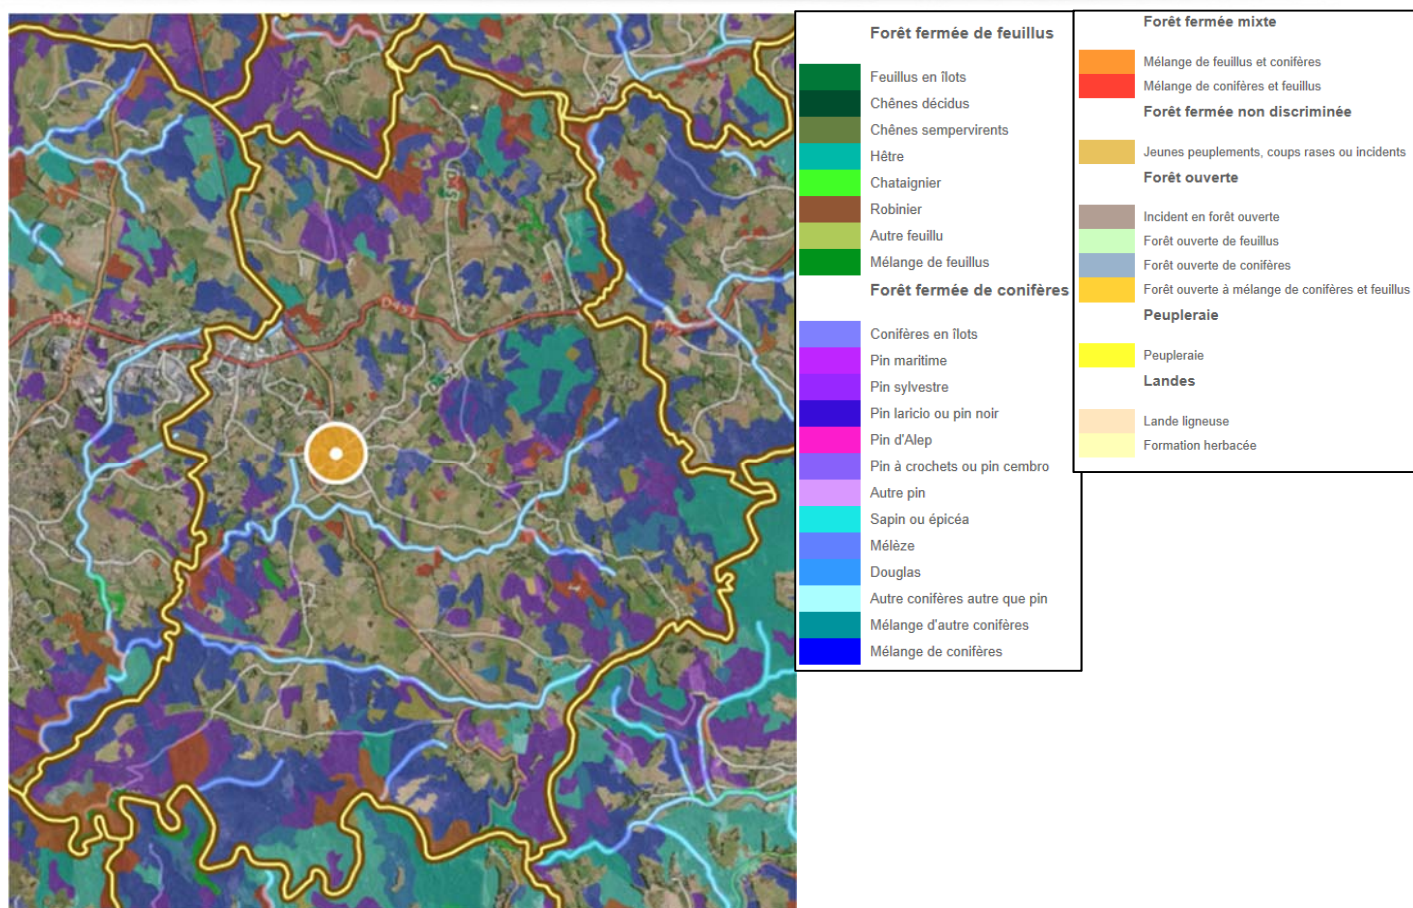 Forêt fermée de feuillus
Feuillus en îlots
Chênes décidus
Chênes sempervirents
Hêtre
Chataignier
Robinier
Autre feuillu
Mélange de feuillus
Forêt fermée de conifères
Conifères en îlots
Pin maritime
Pin sylvestre
Pin laricio ou pin noir
Pin d'Alep
Pin à crochets ou pin cembro
Autre pin
Sapin ou épicéa
Mélèze
Douglas
Autre conifères autre que pin
Mélange d'autre conifères
Mélange de conifères
Forêt fermée mixte
Mélange de feuillus et conifères
Mélange de conifères et feuillus
Forêt fermée non discriminée
Jeunes peuplements, coups rases ou incidents
Forêt ouverte
Incident en forêt ouverte
Forêt ouverte de feuillus
Forêt ouverte de conifères
Forêt ouverte à mélange de conifères et feuillus
Peupleraie
Peupleraie
Landes
Lande ligneuse
Formation herbacée